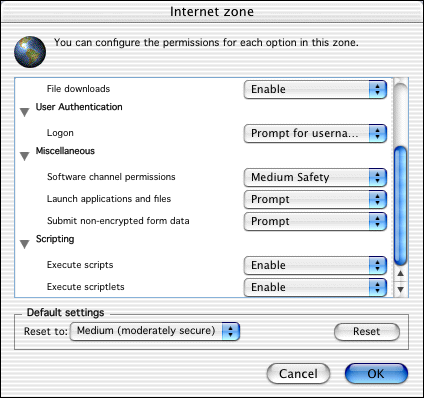 Internet zone
You can configure the permissions for each option in this zone.
File downloads Enable
User Authentication
Logon Prompt for userna...
Miscellaneous
Software channel permissions Medium Safety
Launch applications and files Prompt
Submit non-encrypted form data Prompt
Scripting
Execute scripts Enable
Execute scriptlets Enable
Default settings
Reset to: Medium (moderately secure) Reset
Cancel OK